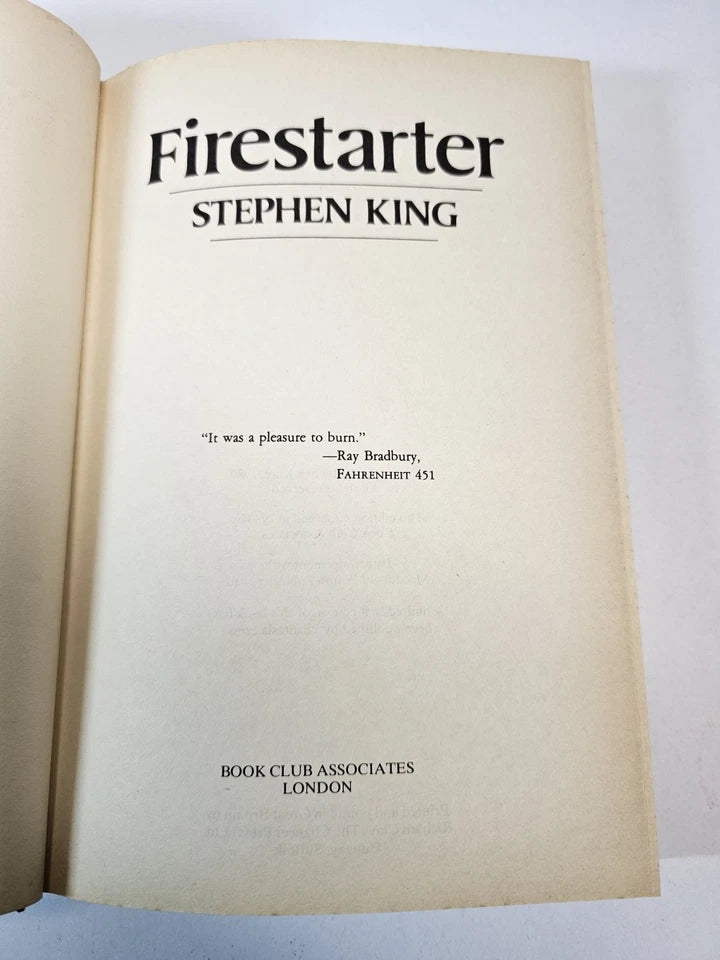 Firestarter
STEPHEN KING
“It was a pleasure to burn.”
—Ray Bradbury,
FAHRENHEIT 451
BOOK CLUB ASSOCIATES
LONDON